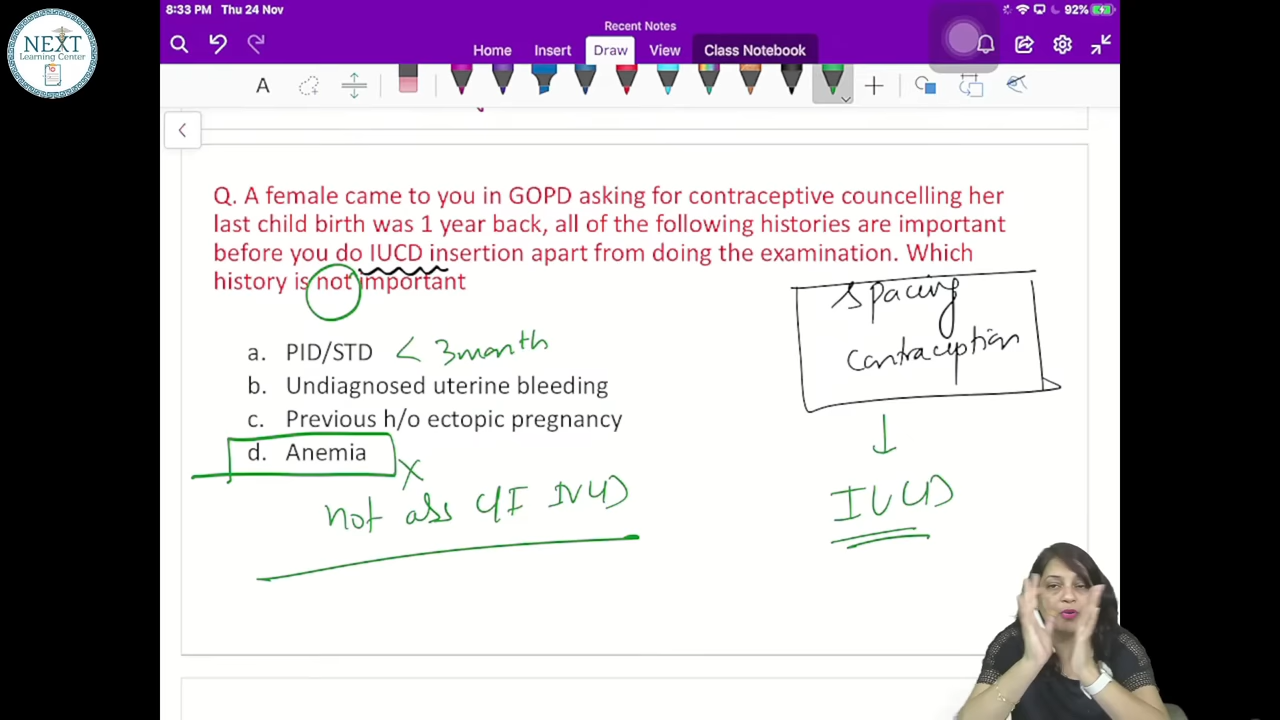 8:33 PM Thu 24 Nov
92%
NEXT
Learning Center
Recent Notes
Home Insert Draw View Class Notebook
A
Q. A female came to you in GOPD asking for contraceptive councelling her
last child birth was 1 year back, all of the following histories are important
before you do IUCD insertion apart from doing the examination. Which
history is not important
spacing
contraception
a. PID/STD < 3month
b. Undiagnosed uterine bleeding
c. Previous h/o ectopic pregnancy
d. Anemia X
not abs C/I IUCD
IUCD